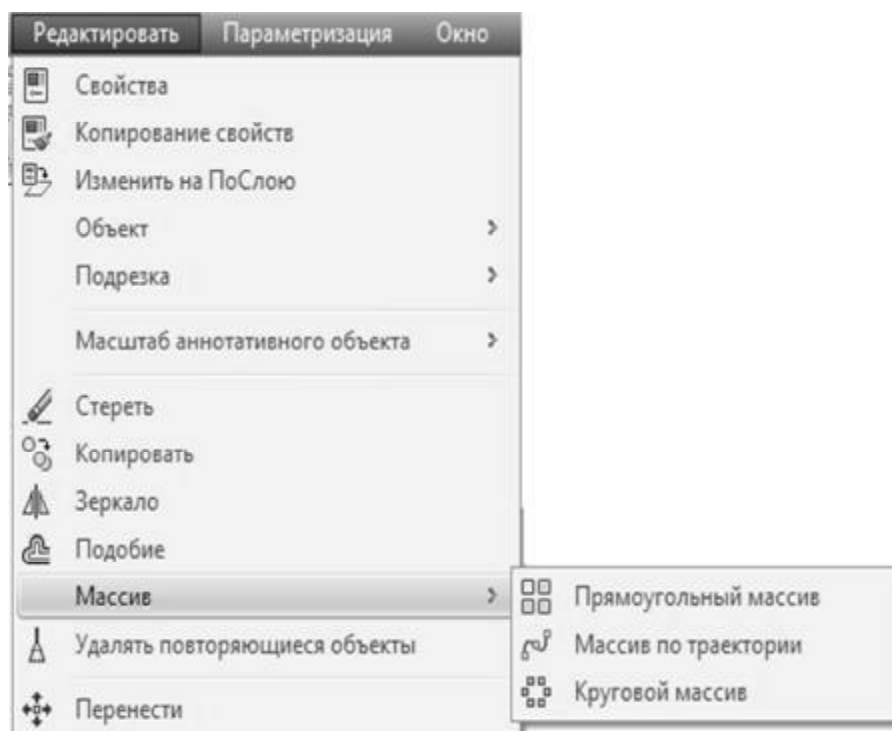 Редактировать Параметризация Окно
Свойства
Копирование свойств
Изменить на ПоСлою
Объект
Подрезка
Масштаб аннотативного объекта
Стереть
Копировать
Зеркало
Подобие
Массив
Прямоугольный массив
Удалять повторяющиеся объекты
Массив по траектории
Круговой массив
Перенести